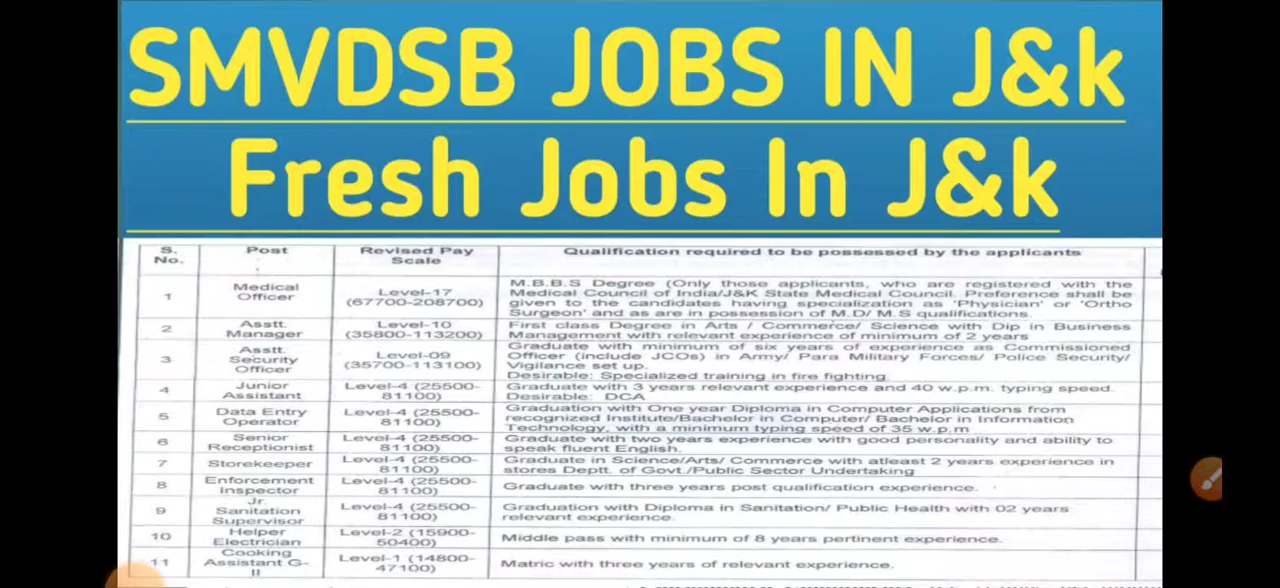 SMVDSB JOBS IN J&k
Fresh Jobs In J&k
S. No. Post Revised Pay Scale Qualification required to be possessed by the applicants
1 Medical Officer Level-17 (67700-208700) M.B.B.S Degree (Only those applicants, who are registered with the
Medical Council of India/J&K State Medical Council. Preference shall be
given to the candidates having specialization as 'Physician' or 'Ortho
Surgeon' and as are in possession of M.D/ M.S qualifications.
2 Asstt. Manager Level-10 (35800-113200) First class Degree in Arts / Commerce/ Science with Dip in Business
Management with relevant experience of minimum of 2 years
3 Asstt. Security Officer Level-09 (35700-113100) Graduate with minimum of six years of experience as Commissioned
Officer (include JCOs) in Army/ Para Military Forces/ Police Security/
Vigilance set up.
Desirable: Specialized training in fire fighting.
4 Junior Assistant Level-4 (25500-81100) Graduate with 3 years relevant experience and 40 w.p.m. typing speed.
Desirable: DCA
5 Data Entry Operator Level-4 (25500-81100) Graduation with One year Diploma in Computer Applications from
recognized Institute/Bachelor in Computer/ Bachelor in Information
Technology, with a minimum typing speed of 35 w.p.m
6 Senior Receptionist Level-4 (25500-81100) Graduate with two years experience with good personality and ability to
speak fluent English.
7 Storekeeper Level-4 (25500-81100) Graduate in Science/Arts/ Commerce with atleast 2 years experience in
stores Deptt. of Govt./Public Sector Undertaking
8 Enforcement Inspector Level-4 (25500-81100) Graduate with three years post qualification experience.
9 Jr. Sanitation Supervisor Level-4 (25500-81100) Graduation with Diploma in Sanitation/ Public Health with 02 years
relevant experience.
10 Helper Electrician Level-2 (15900-50400) Middle pass with minimum of 8 years pertinent experience.
11 Cooking Assistant G-II Level-1 (14800-47100) Matric with three years of relevant experience.